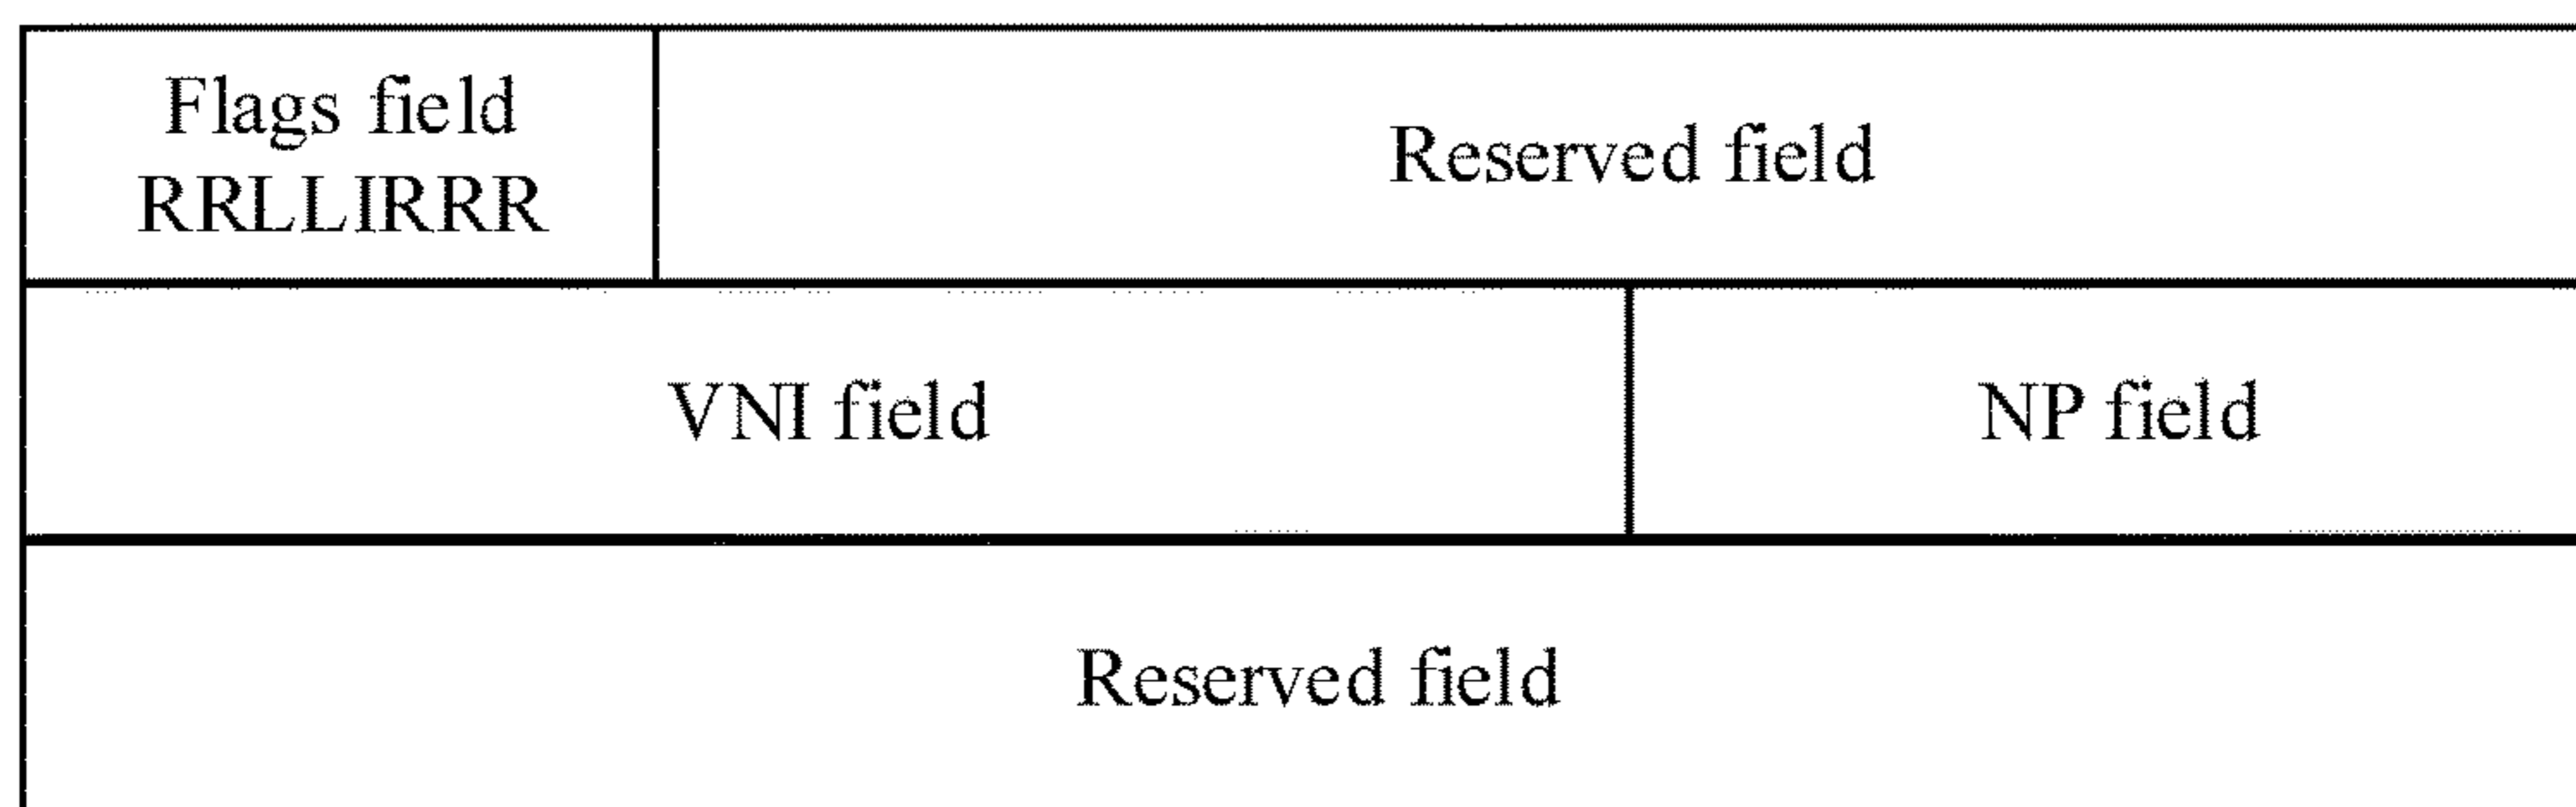 Flags field
RRLLIRRR
Reserved field
VNI field
NP field
Reserved field